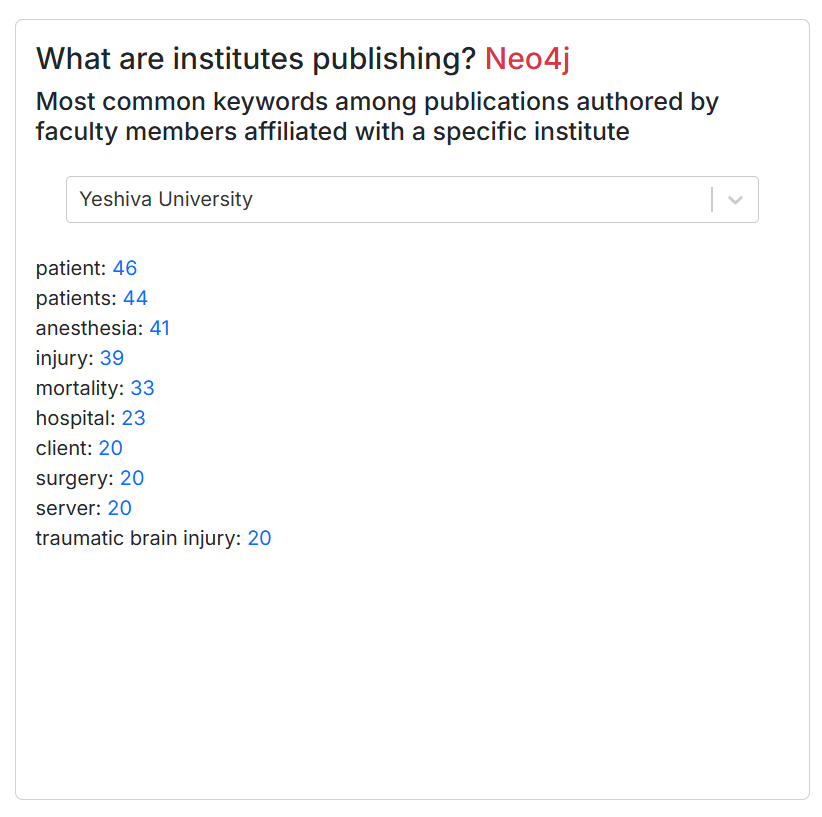 What are institutes publishing? Neo4j
Most common keywords among publications authored by
faculty members affiliated with a specific institute
Yeshiva University
patient: 46
patients: 44
anesthesia: 41
injury: 39
mortality: 33
hospital: 23
client: 20
surgery: 20
server: 20
traumatic brain injury: 20